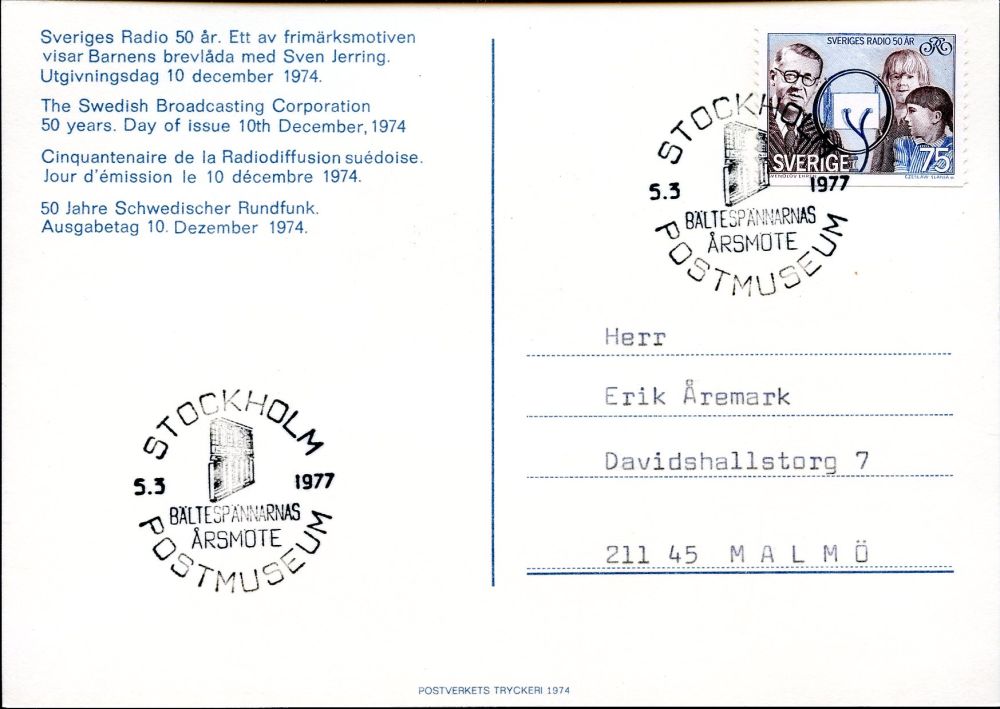 Sveriges Radio 50 år. Ett av frimärksmotiven
visar Barnens brevlåda med Sven Jerring.
Utgivningsdag 10 december 1974.
The Swedish Broadcasting Corporation
50 years. Day of issue 10th December, 1974
Cinquantenaire de la Radiodiffusion suédoise.
Jour d'émission le 10 décembre 1974.
50 Jahre Schwedischer Rundfunk.
Ausgabetag 10. Dezember 1974.
SVERIGES RADIO 50 ÅR
SVERIGE
75
CZESLAW SLANIA
STOCKHOLM
5.3 1977
BÄLTESPÄNNARNAS
ÅRSMÖTE
POSTMUSEUM
Herr
Erik Åremark
Davidshallstorg 7
211 45 MALMÖ
STOCKHOLM
5.3 1977
BÄLTESPÄNNARNAS
ÅRSMÖTE
POSTMUSEUM
POSTVERKETS TRYCKERI 1974